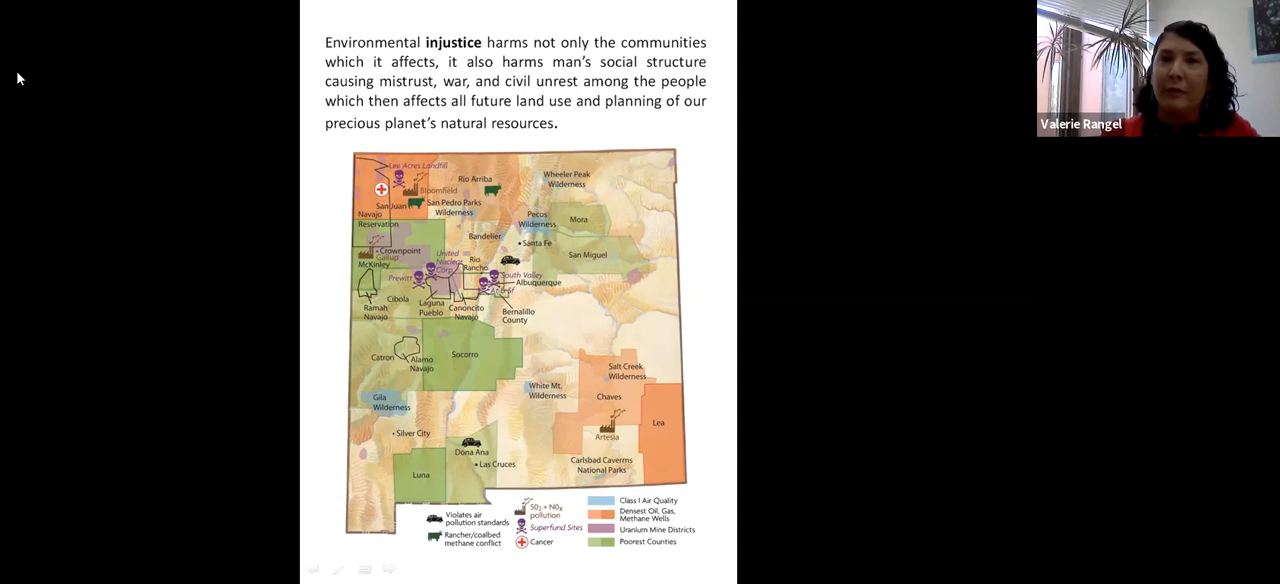 Environmental injustice harms not only the communities
which it affects, it also harms man's social structure
causing mistrust, war, and civil unrest among the people
which then affects all future land use and planning of our
precious planet's natural resources.
Valerie Rangel
Lee Acres Landfill
Bloomfield
Rio Arriba
Wheeler Peak
Wilderness
San Juan
San Pedro Parks
Wilderness
Navajo
Reservation
Pecos
Wilderness
Mora
Bandelier
Santa Fe
San Miguel
Crownpoint
Gallup
McKinley
United
Nuclear
Corp
Rio
Rancho
Prewitt
South Valley
Albuquerque
AT&SF
Cibola
Ramah
Navajo
Laguna
Pueblo
Canoncito
Navajo
Bernalillo
County
Catron
Alamo
Navajo
Socorro
Salt Creek
Wilderness
White Mt.
Wilderness
Chaves
Gila
Wilderness
Lea
Artesia
Silver City
Dona Ana
Las Cruces
Carlsbad Caverns
National Parks
Luna
Violates air
pollution standards
Rancher/coalbed
methane conflict
SO2 + NOx
pollution
Superfund Sites
Cancer
Class I Air Quality
Densest Oil, Gas,
Methane Wells
Uranium Mine Districts
Poorest Counties